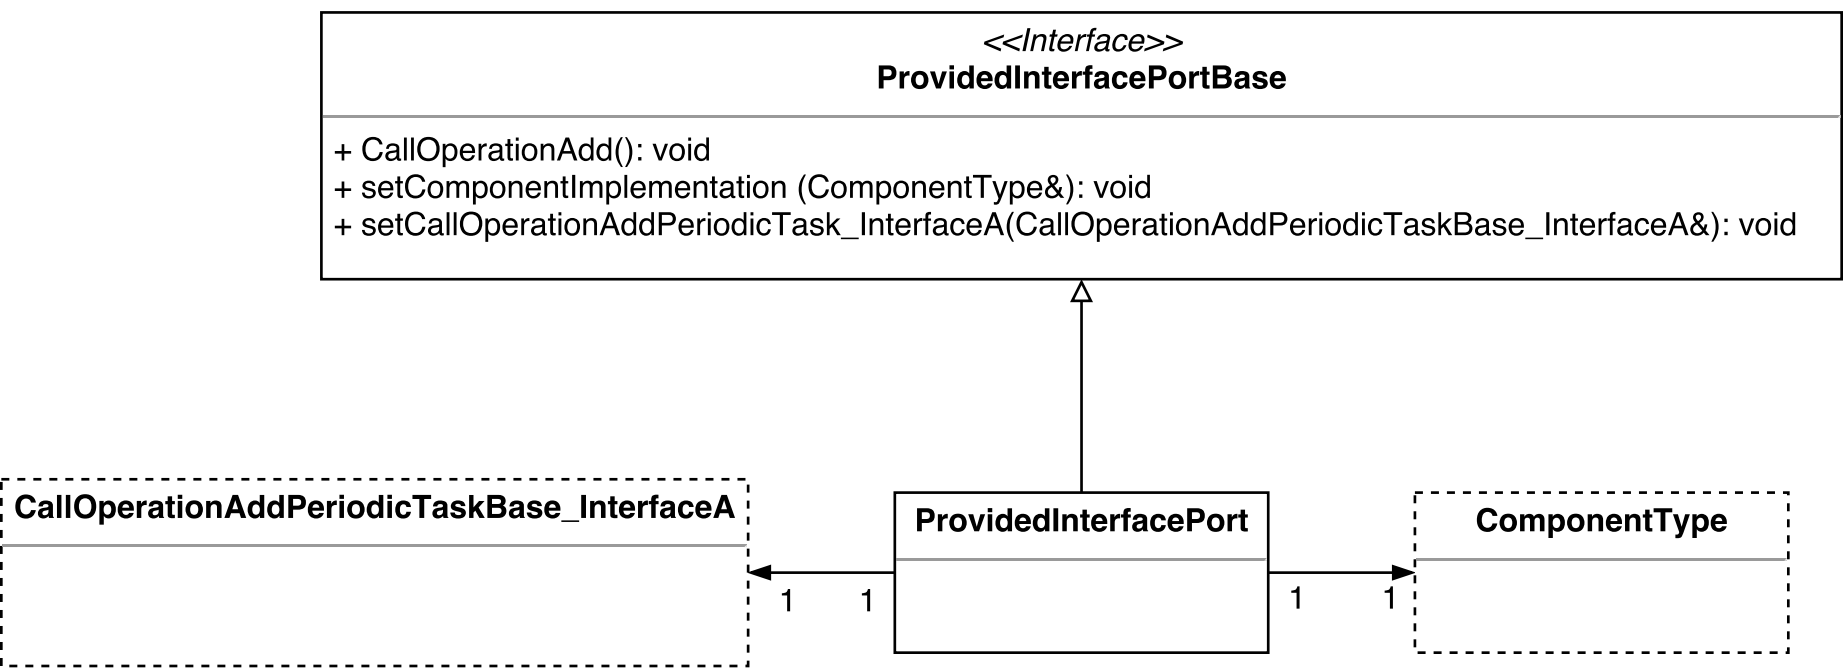 <<Interface>>
ProvidedInterfacePortBase
+ CallOperationAdd(): void
+ setComponentImplementation (ComponentType&): void
+ setCallOperationAddPeriodicTask_InterfaceA(CallOperationAddPeriodicTaskBase_InterfaceA&): void
CallOperationAddPeriodicTaskBase_InterfaceA
ProvidedInterfacePort
ComponentType
1 1 1 1